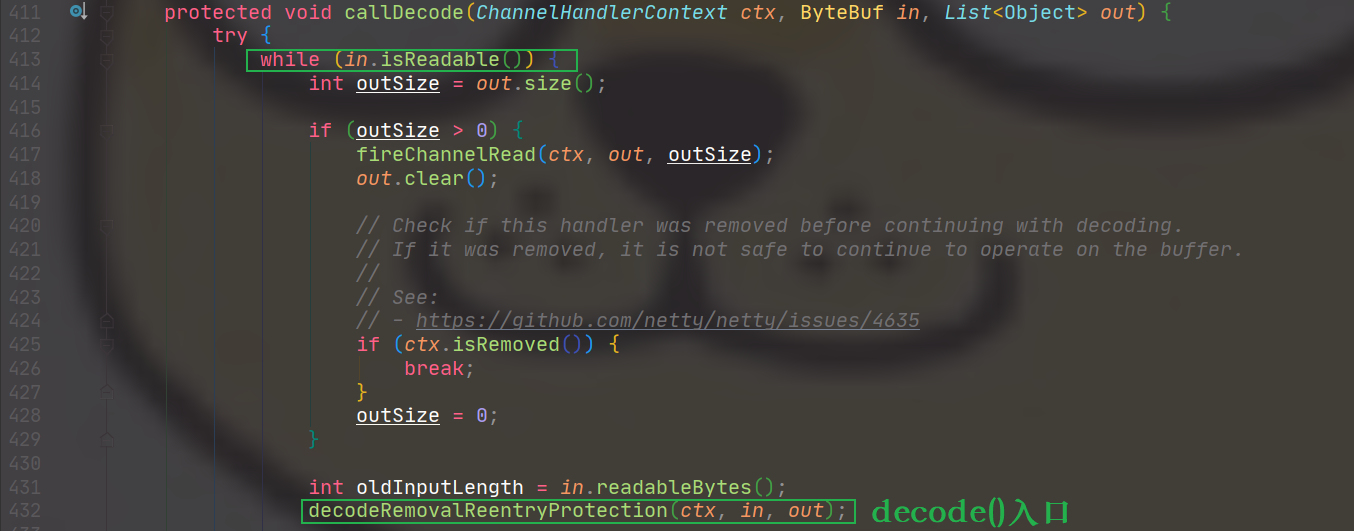 411 protected void callDecode(ChannelHandlerContext ctx, ByteBuf in, List<Object> out) {
412 try {
413 while (in.isReadable()) {
414 int outSize = out.size();
415
416 if (outSize > 0) {
417 fireChannelRead(ctx, out, outSize);
418 out.clear();
419
420 // Check if this handler was removed before continuing with decoding.
421 // If it was removed, it is not safe to continue to operate on the buffer.
422 //
423 // See:
424 // - https://github.com/netty/netty/issues/4635
425 if (ctx.isRemoved()) {
426 break;
427 }
428 outSize = 0;
429 }
430
431 int oldInputLength = in.readableBytes();
432 decodeRemovalReentryProtection(ctx, in, out); decode()入口